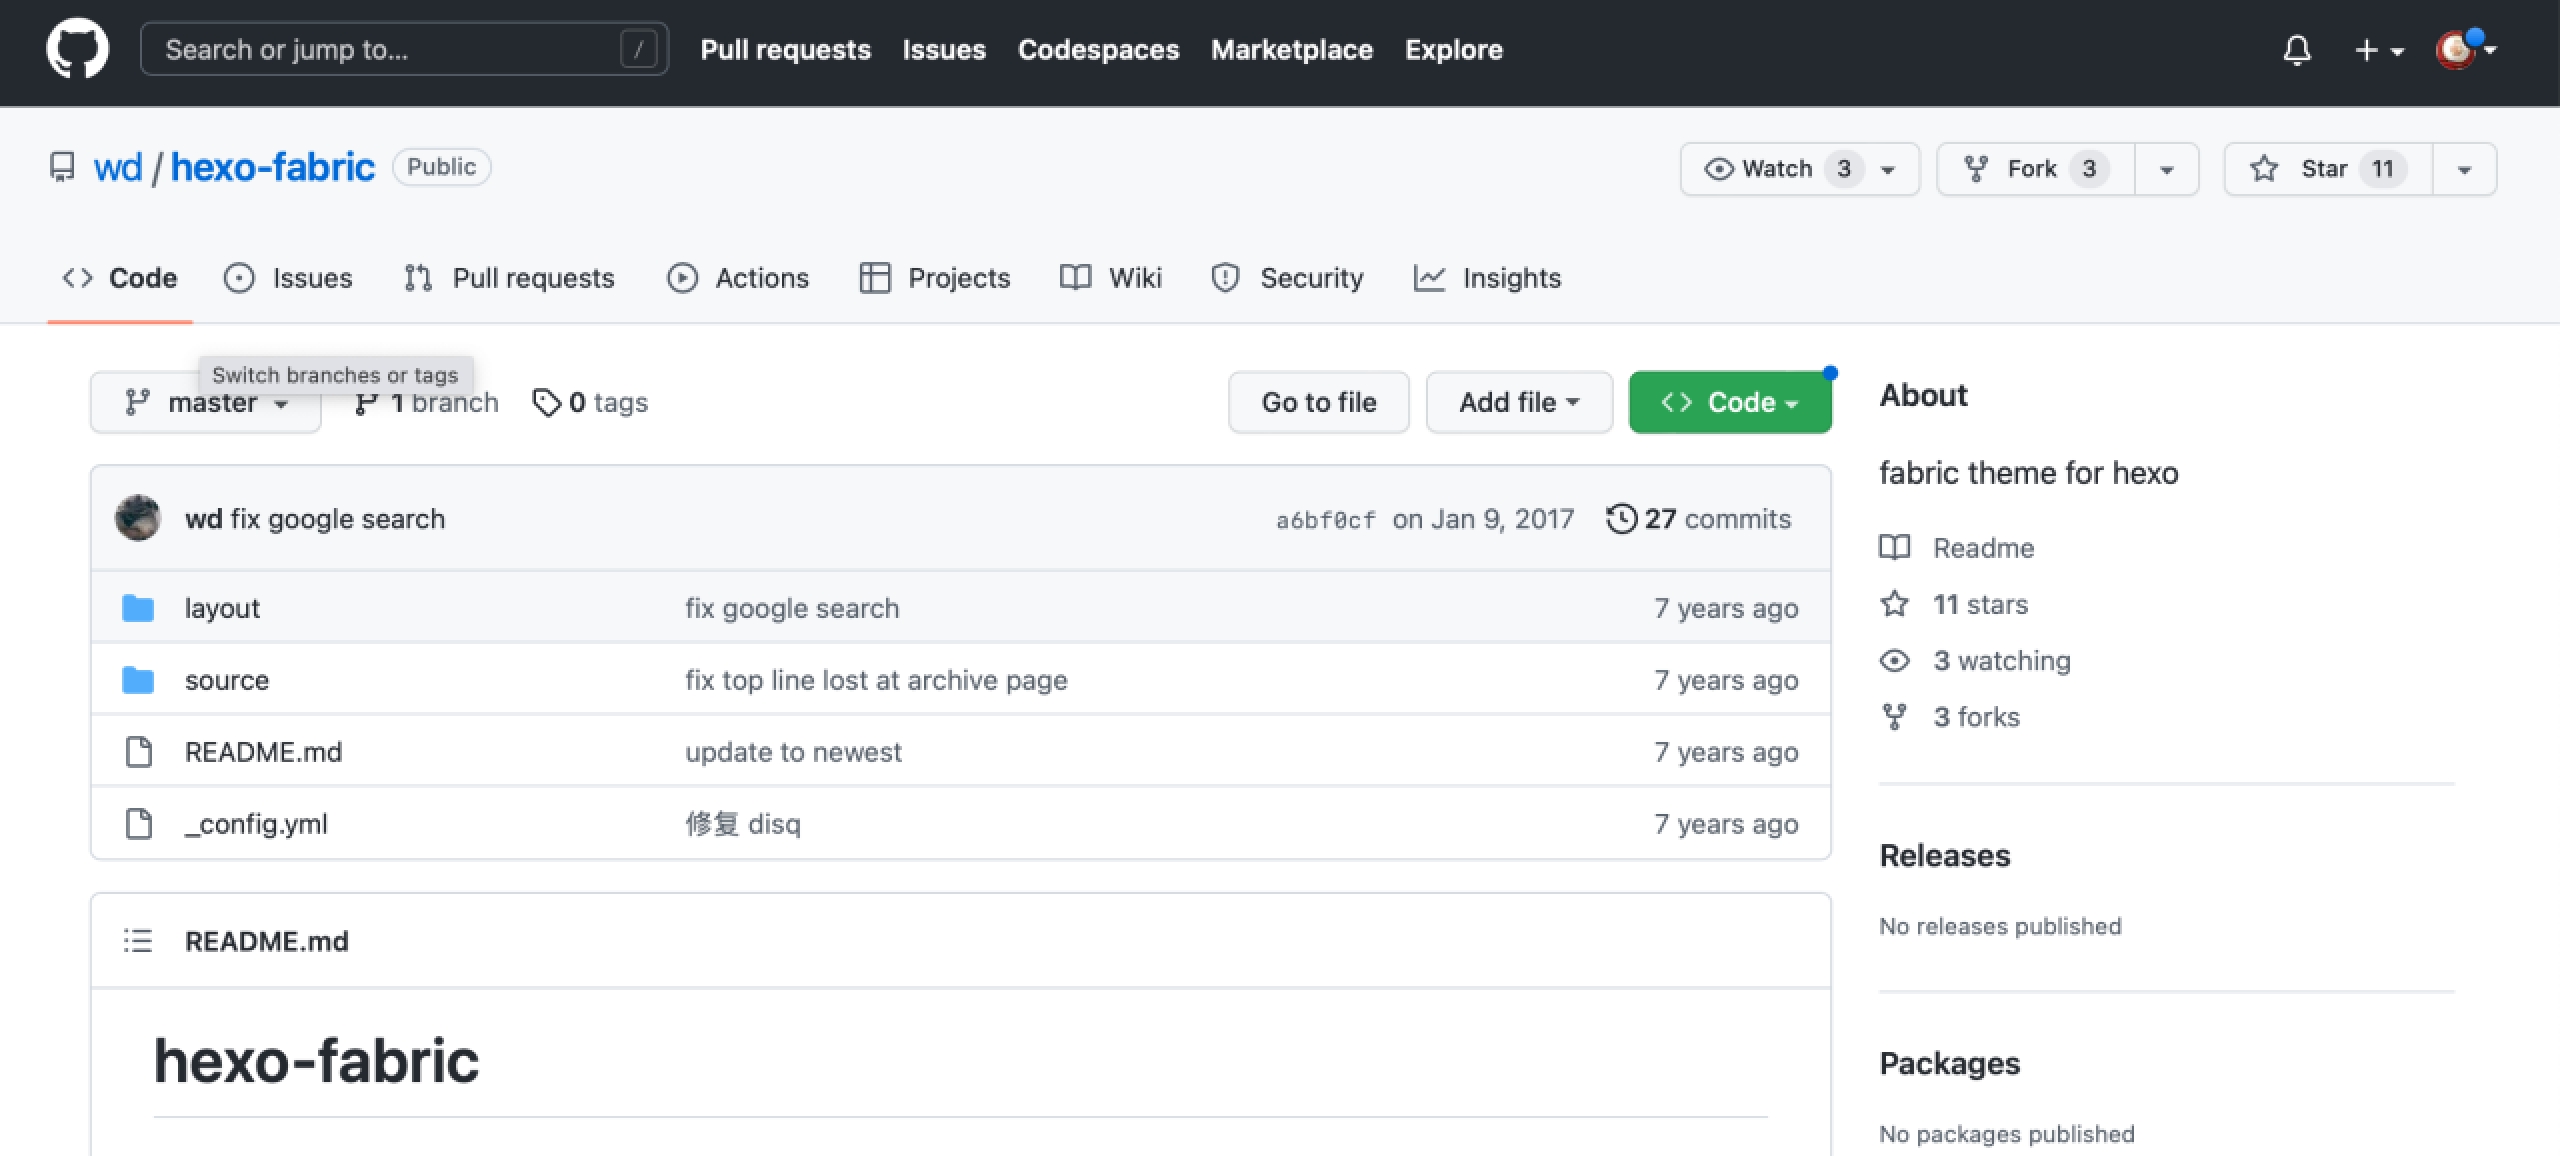 Search or jump to... / Pull requests Issues Codespaces Marketplace Explore
wd / hexo-fabric Public Watch 3 Fork 3 Star 11
Code Issues Pull requests Actions Projects Wiki Security Insights
Switch branches or tags
master 1 branch 0 tags Go to file Add file Code
wd fix google search a6bf0cf on Jan 9, 2017 27 commits
layout fix google search 7 years ago
source fix top line lost at archive page 7 years ago
README.md update to newest 7 years ago
_config.yml 修复 disq 7 years ago
README.md
hexo-fabric
About
fabric theme for hexo
Readme
11 stars
3 watching
3 forks
Releases
No releases published
Packages
No packages published